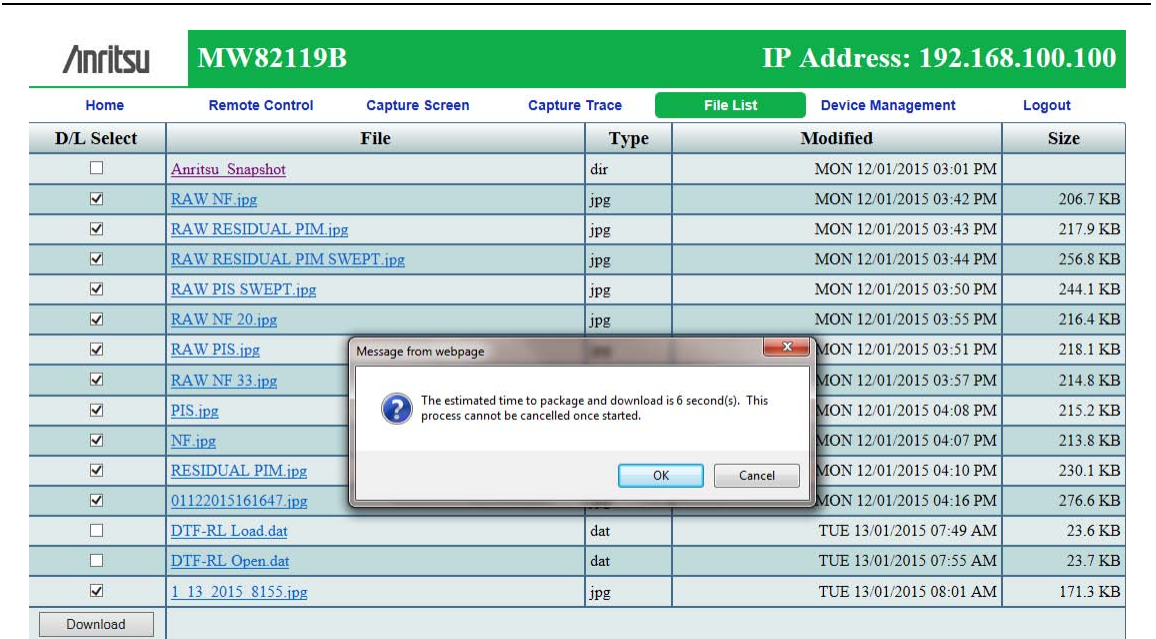 Anritsu MW82119B IP Address: 192.168.100.100
Home Remote Control Capture Screen Capture Trace File List Device Management Logout
D/L Select File Type Modified Size
Anritsu Snapshot dir MON 12/01/2015 03:01 PM
RAW NF.jpg jpg MON 12/01/2015 03:42 PM 206.7 KB
RAW RESIDUAL PIM.jpg jpg MON 12/01/2015 03:43 PM 217.9 KB
RAW RESIDUAL PIM SWEPT.jpg jpg MON 12/01/2015 03:44 PM 256.8 KB
RAW PIS SWEPT.jpg jpg MON 12/01/2015 03:50 PM 244.1 KB
RAW NF 20.jpg jpg MON 12/01/2015 03:55 PM 216.4 KB
RAW PIS.jpg MON 12/01/2015 03:51 PM 218.1 KB
RAW NF 33.jpg MON 12/01/2015 03:57 PM 214.8 KB
PIS.jpg MON 12/01/2015 04:08 PM 215.2 KB
NF.jpg MON 12/01/2015 04:07 PM 213.8 KB
RESIDUAL PIM.jpg MON 12/01/2015 04:10 PM 230.1 KB
01122015161647.jpg MON 12/01/2015 04:16 PM 276.6 KB
DTF-RL Load.dat dat TUE 13/01/2015 07:49 AM 23.6 KB
DTF-RL Open.dat dat TUE 13/01/2015 07:55 AM 23.7 KB
1 13 2015 8155.jpg jpg TUE 13/01/2015 08:01 AM 171.3 KB
Download
Message from webpage
The estimated time to package and download is 6 second(s). This
process cannot be cancelled once started.
OK Cancel